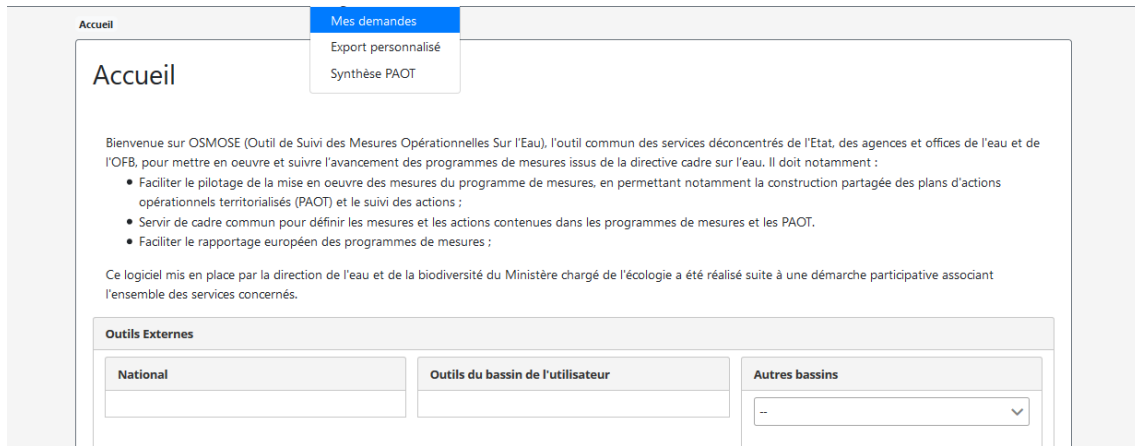 Mes demandes
Accueil
Export personnalisé
Accueil
Synthèse PAOT
Bienvenue sur OSMOSE (Outil de Suivi des Mesures Opérationnelles Sur l'Eau), l'outil commun des services déconcentrés de l'Etat, des agences et offices de l'eau et de
l'OFB, pour mettre en oeuvre et suivre l'avancement des programmes de mesures issus de la directive cadre sur l'eau. Il doit notamment :
• Faciliter le pilotage de la mise en oeuvre des mesures du programme de mesures, en permettant notamment la construction partagée des plans d'actions
opérationnels territorialisés (PAOT) et le suivi des actions ;
• Servir de cadre commun pour définir les mesures et les actions contenues dans les programmes de mesures et les PAOT.
• Faciliter le rapportage européen des programmes de mesures ;
Ce logiciel mis en place par la direction de l'eau et de la biodiversité du Ministère chargé de l'écologie a été réalisé suite à une démarche participative associant
l'ensemble des services concernés.
Outils Externes
National
Outils du bassin de l'utilisateur
Autres bassins
--